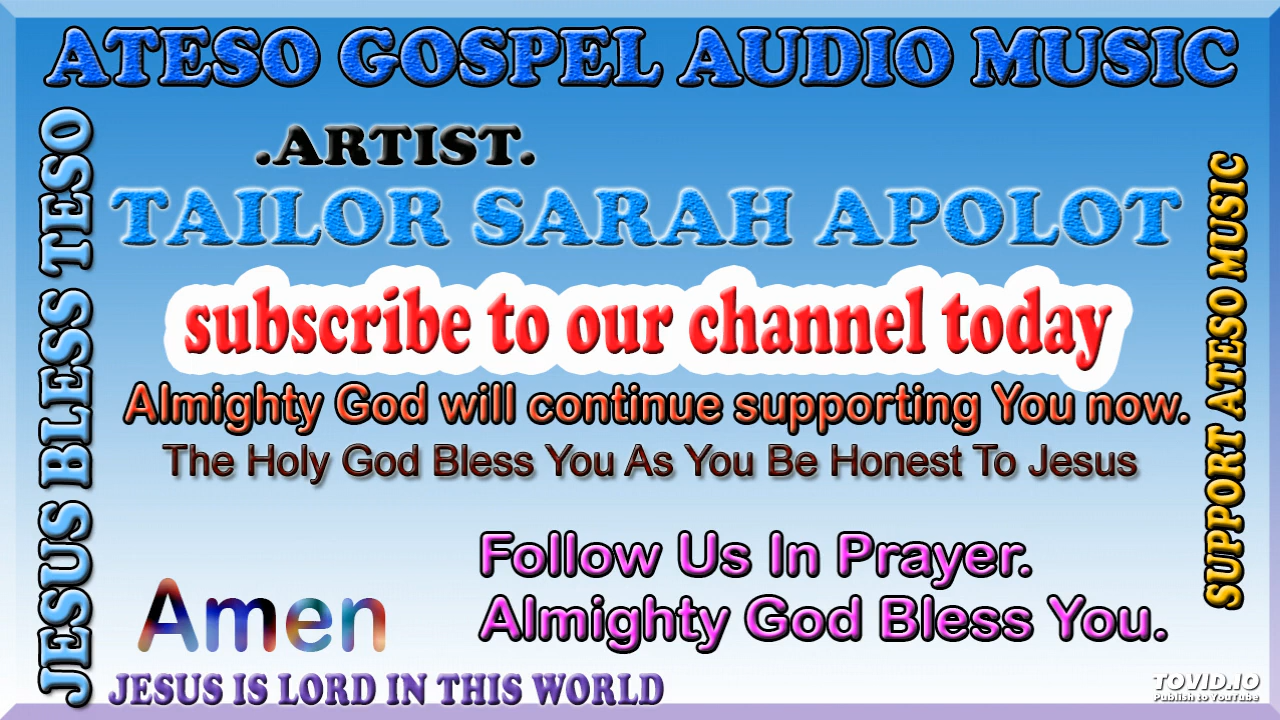 ATESO GOSPEL AUDIO MUSIC
JESUS BLESS TESO
.ARTIST.
TAILOR SARAH APOLOT
subscribe to our channel today
Almighty God will continue supporting You now.
The Holy God Bless You As You Be Honest To Jesus
SUPPORT ATESO MUSIC
Follow Us In Prayer.
Almighty God Bless You.
Amen
JESUS IS LORD IN THIS WORLD
TOVID.IO
Publish to YouTube